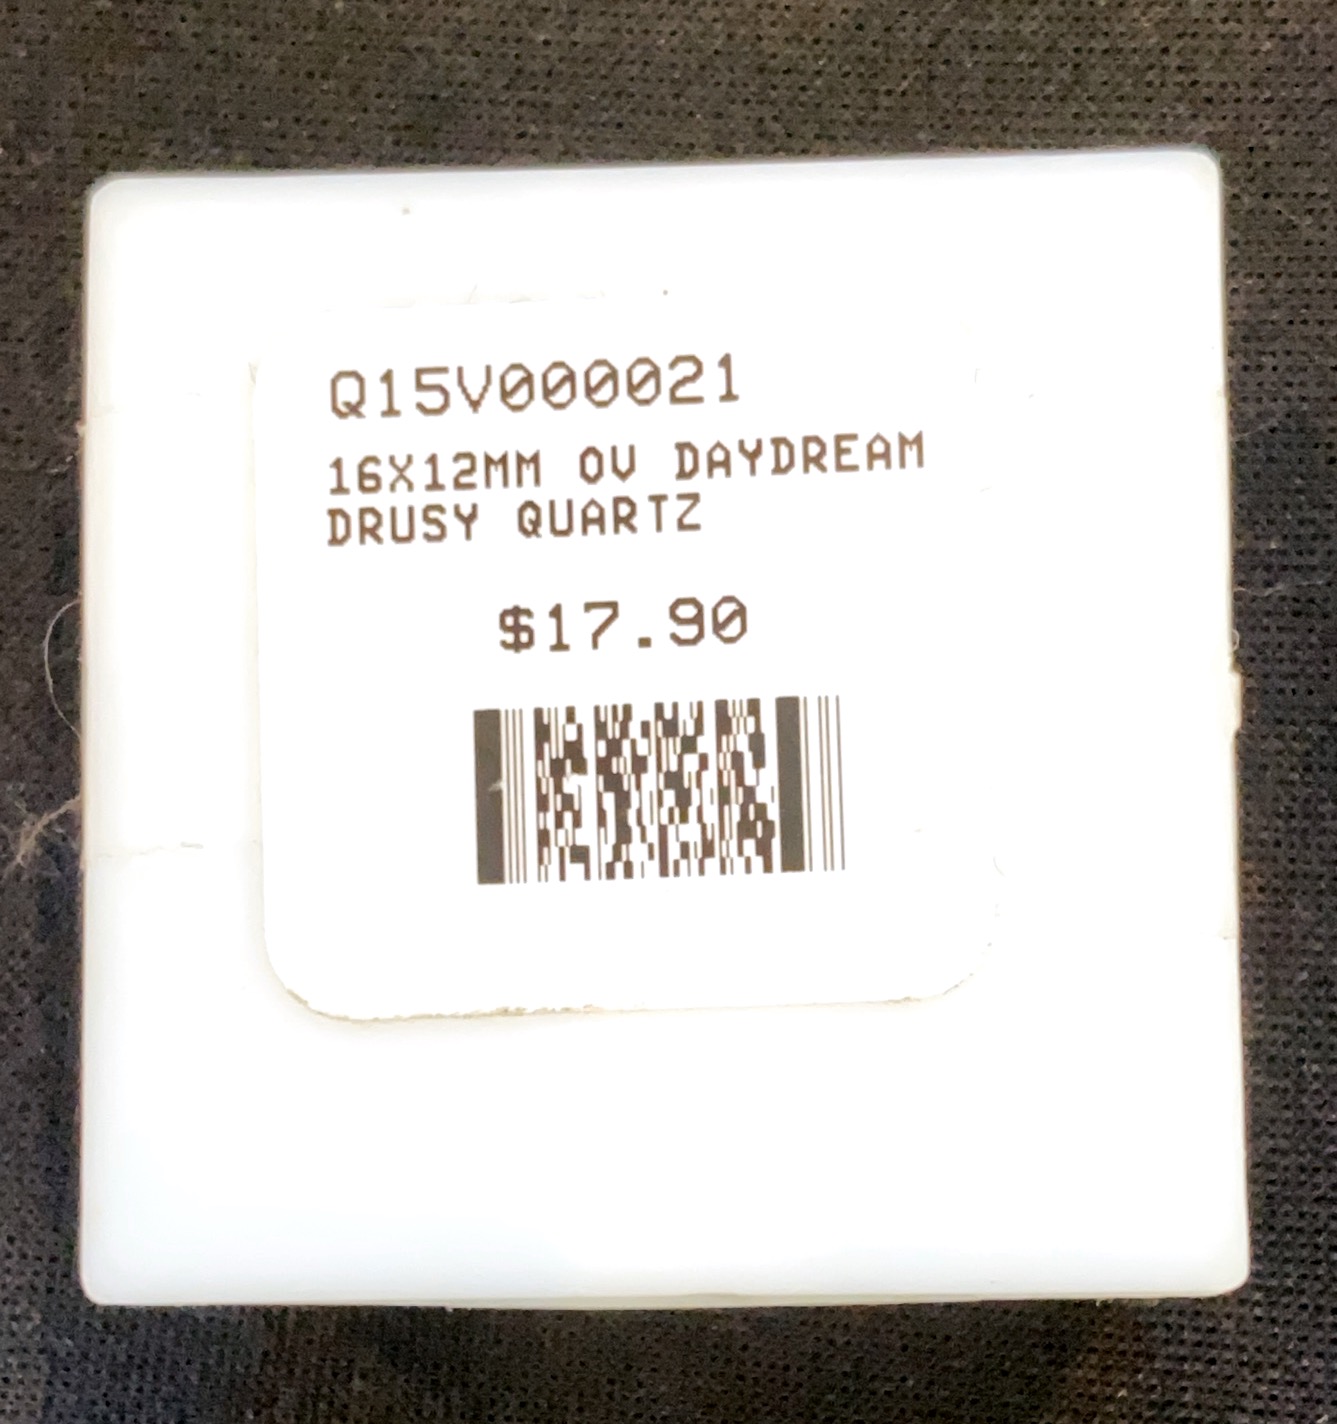 Q15V000021
16X12MM OV DAYDREAM
DRUSY QUARTZ
$17.90